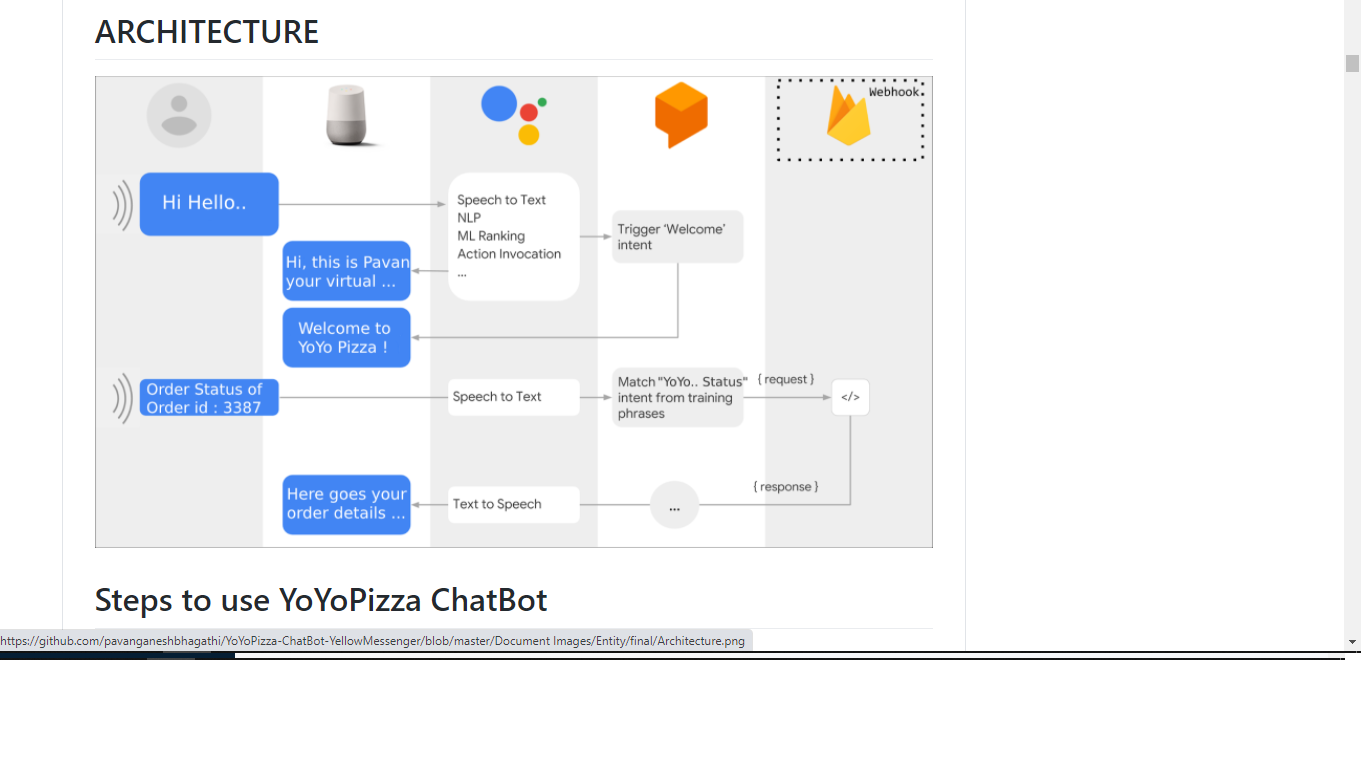 ARCHITECTURE
Webhook
Hi Hello..
Speech to Text
NLP
ML Ranking
Action Invocation
...
Trigger ‘Welcome’
intent
Hi, this is Pavan
your virtual ...
Welcome to
YoYo Pizza !
Order Status of
Order id : 3387
Speech to Text
Match "YoYo.. Status"
intent from training
phrases
{ request }
</>
Here goes your
order details ...
Text to Speech
...
{ response }
Steps to use YoYoPizza ChatBot
https://github.com/pavanganeshbhagathi/YoYoPizza-ChatBot-YellowMessenger/blob/master/Document Images/Entity/final/Architecture.png